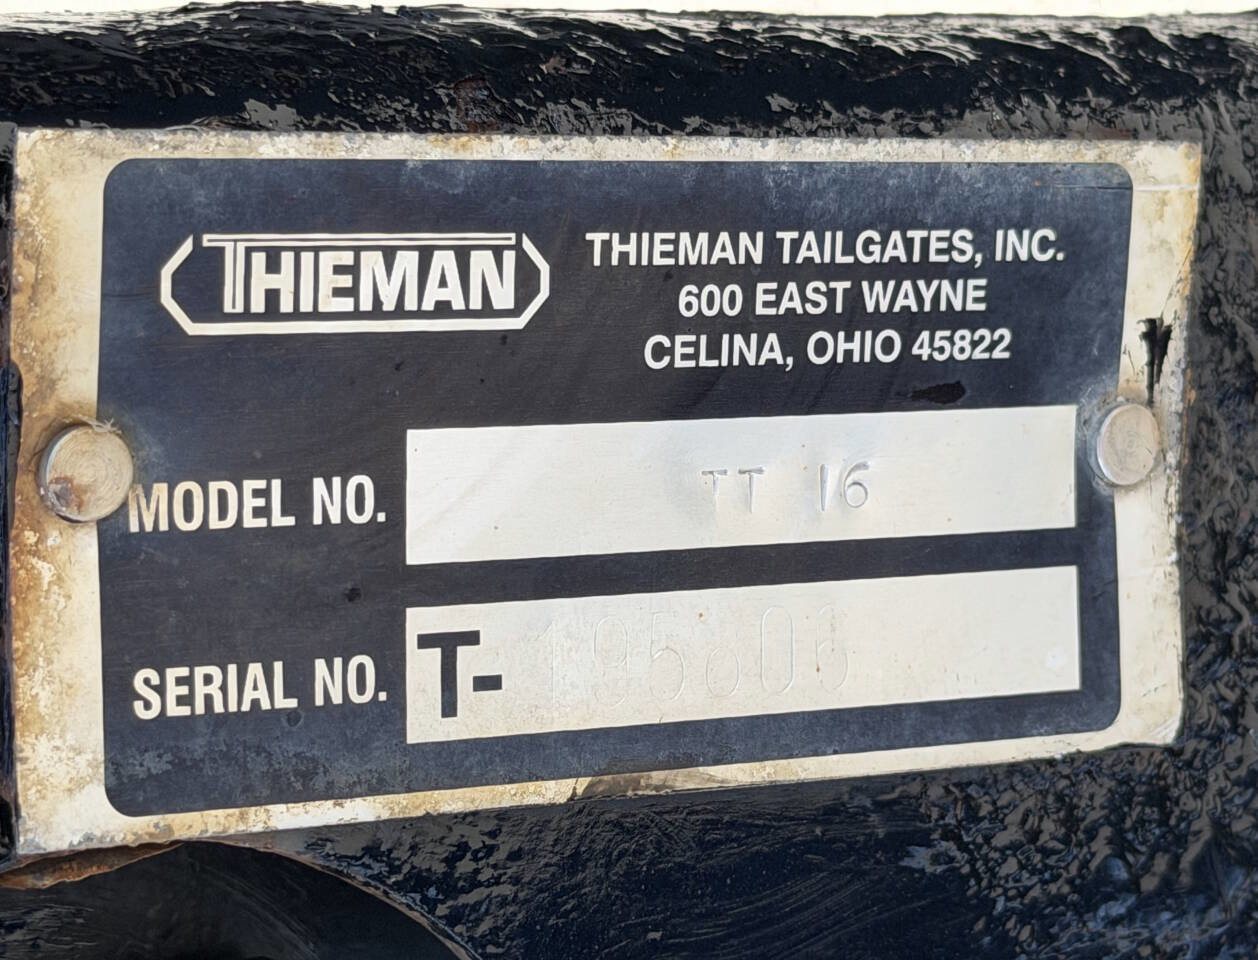 THIEMAN
THIEMAN TAILGATES, INC.
600 EAST WAYNE
CELINA, OHIO 45822
MODEL NO. TT 16
SERIAL NO. T-